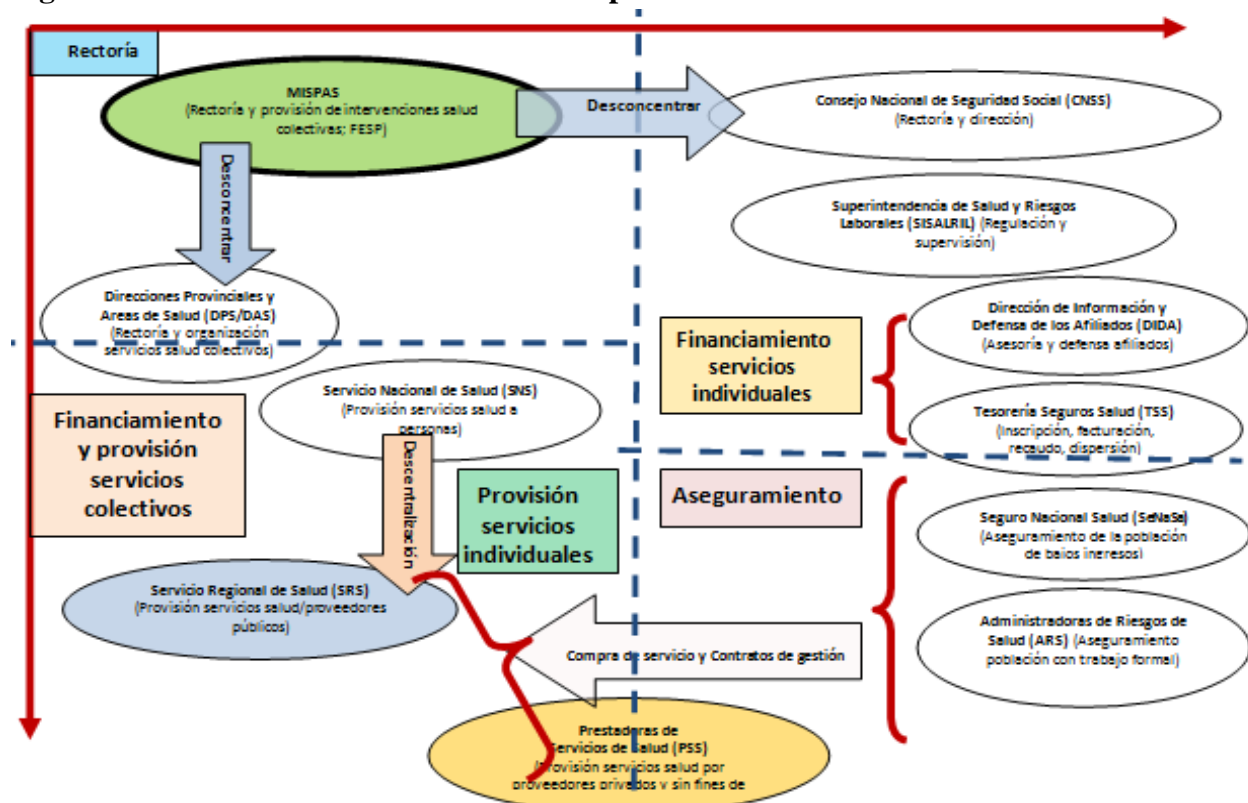 Rectoría
MISPAS
(Rectoría y provisión de intervenciones salud
colectivas; FESP)
Desconcentrar
Consejo Nacional de Seguridad Social (CNSS)
(Rectoría y dirección)
Desconcentrar
Superintendencia de Salud y Riesgos
Laborales (SISALRIL) (Regulación y
supervisión)
Direcciones Provinciales y
Areas de Salud (DPS/DAS)
(Rectoría y organización
servicios salud colectivos)
Dirección de Información y
Defensa de los Afiliados (DIDA)
(Asesoría y defensa afiliados)
Financiamiento
servicios
individuales
Servicio Nacional de Salud (SNS)
(Provisión servicios salud a
personas)
Tesorería Seguros Salud (TSS)
(Inscripción, facturación,
recaudo, dispersión)
Financiamiento
y provisión
servicios
colectivos
Descentralización
Provisión
servicios
individuales
Aseguramiento
Seguro Nacional Salud (SeNaSa)
(Aseguramiento de la población
de bajos ingresos)
Servicio Regional de Salud (SRS)
(Provisión servicios salud/proveedores
públicos)
Administradoras de Riesgos de
Salud (ARS) (Aseguramiento
población con trabajo formal)
Compra de servicio y Contratos de gestión
Prestadoras de
Servicios de Salud (PSS)
(Provisión servicios salud por
proveedores privados y sin fines de